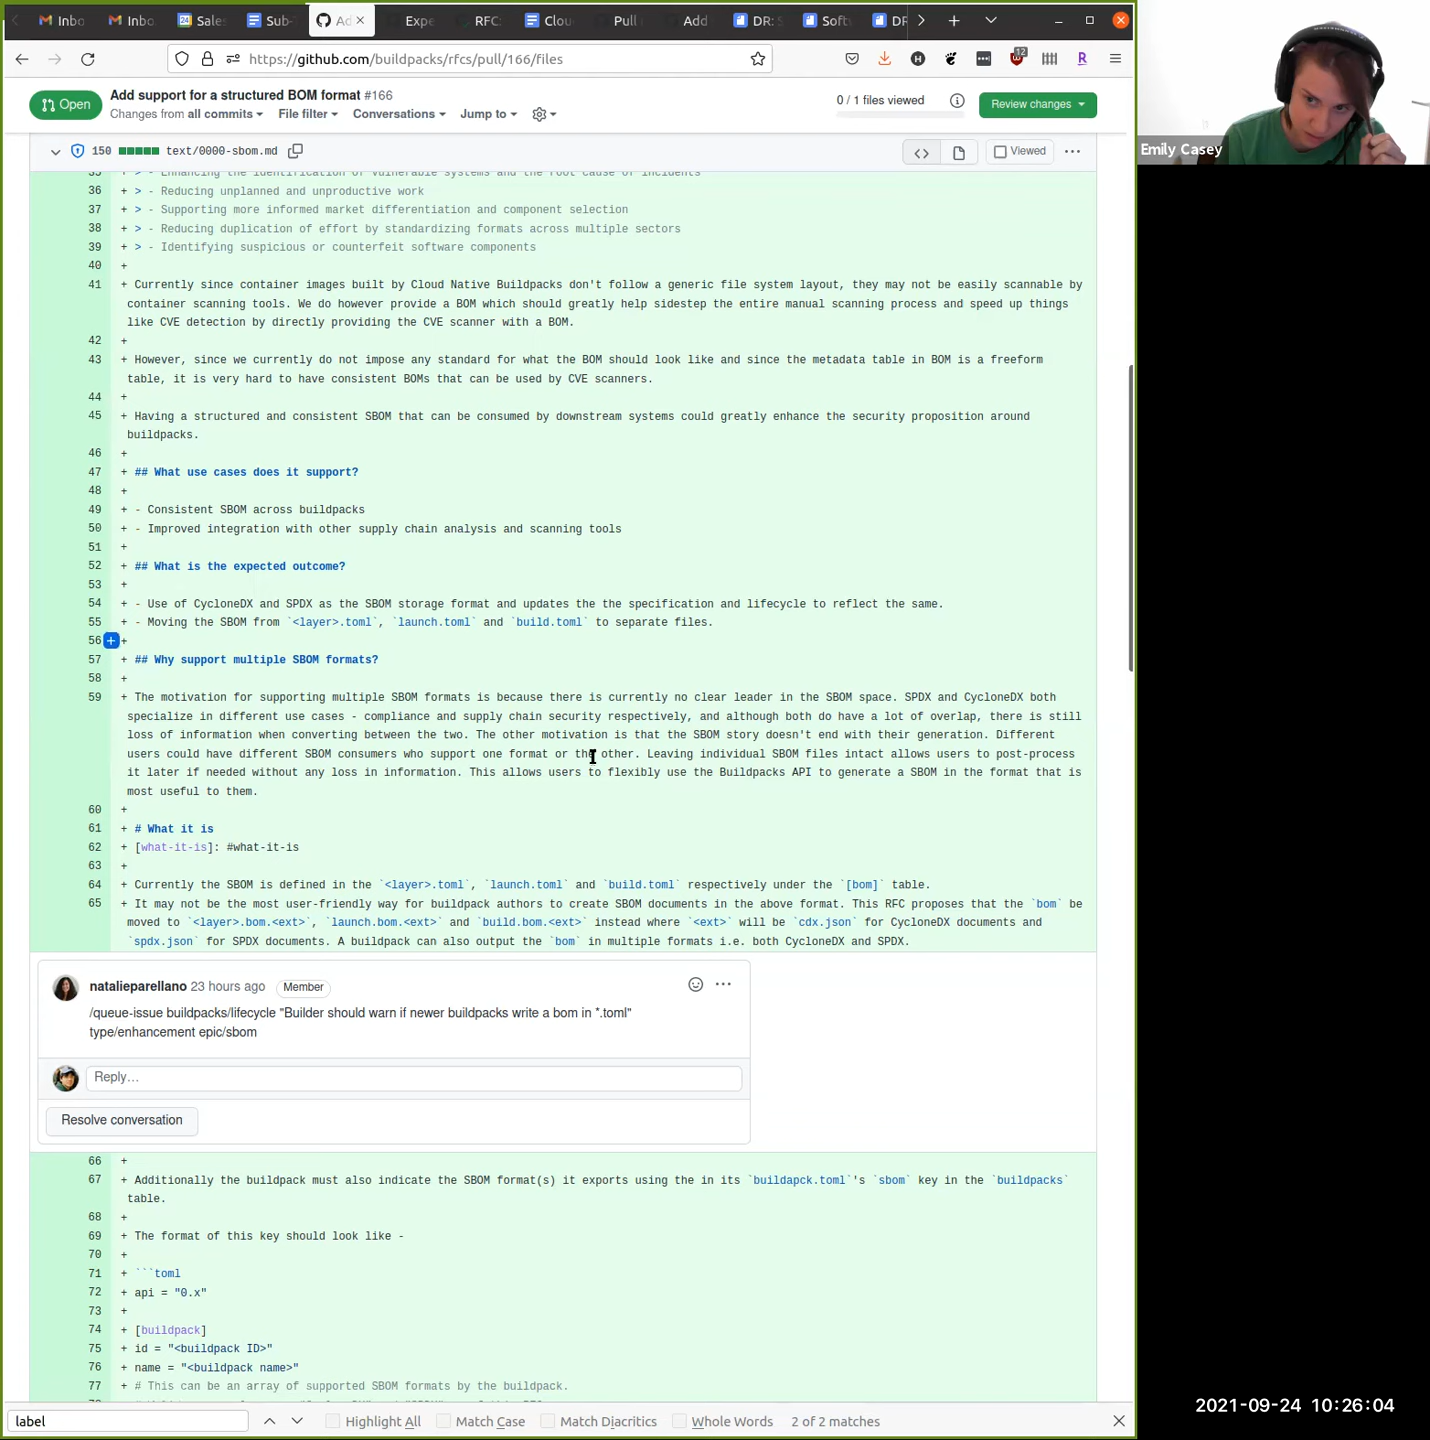 Inbo
Inbo
Sales
Sub-
Ad
Expe
RFC:
Clou
Pull
Add
DR: S
Softw
DR
https://github.com/buildpacks/rfcs/pull/166/files
12
Open
Add support for a structured BOM format #166
Changes from all commits
File filter
Conversations
Jump to
0 / 1 files viewed
Review changes
150
text/0000-sbom.md
Viewed
35 + > - Enhancing the identification of vulnerable systems and the root cause of incidents
36 + > - Reducing unplanned and unproductive work
37 + > - Supporting more informed market differentiation and component selection
38 + > - Reducing duplication of effort by standardizing formats across multiple sectors
39 + > - Identifying suspicious or counterfeit software components
40 +
41 + Currently since container images built by Cloud Native Buildpacks don't follow a generic file system layout, they may not be easily scannable by
container scanning tools. We do however provide a BOM which should greatly help sidestep the entire manual scanning process and speed up things
like CVE detection by directly providing the CVE scanner with a BOM.
42 +
43 + However, since we currently do not impose any standard for what the BOM should look like and since the metadata table in BOM is a freeform
table, it is very hard to have consistent BOMs that can be used by CVE scanners.
44 +
45 + Having a structured and consistent SBOM that can be consumed by downstream systems could greatly enhance the security proposition around
buildpacks.
46 +
47 + ## What use cases does it support?
48 +
49 + - Consistent SBOM across buildpacks
50 + - Improved integration with other supply chain analysis and scanning tools
51 +
52 + ## What is the expected outcome?
53 +
54 + - Use of CycloneDX and SPDX as the SBOM storage format and updates the the specification and lifecycle to reflect the same.
55 + - Moving the SBOM from `<layer>.toml`, `launch.toml` and `build.toml` to separate files.
56 +
57 + ## Why support multiple SBOM formats?
58 +
59 + The motivation for supporting multiple SBOM formats is because there is currently no clear leader in the SBOM space. SPDX and CycloneDX both
specialize in different use cases - compliance and supply chain security respectively, and although both do have a lot of overlap, there is still
loss of information when converting between the two. The other motivation is that the SBOM story doesn't end with their generation. Different
users could have different SBOM consumers who support one format or the other. Leaving individual SBOM files intact allows users to post-process
it later if needed without any loss in information. This allows users to flexibly use the Buildpacks API to generate a SBOM in the format that is
most useful to them.
60 +
61 + # What it is
62 + [what-it-is]: #what-it-is
63 +
64 + Currently the SBOM is defined in the `<layer>.toml`, `launch.toml` and `build.toml` respectively under the `[bom]` table.
65 + It may not be the most user-friendly way for buildpack authors to create SBOM documents in the above format. This RFC proposes that the `bom` be
moved to `<layer>.bom.<ext>`, `launch.bom.<ext>` and `build.bom.<ext>` instead where `<ext>` will be `cdx.json` for CycloneDX documents and
`spdx.json` for SPDX documents. A buildpack can also output the `bom` in multiple formats i.e. both CycloneDX and SPDX.
natalieparellano 23 hours ago Member
/queue-issue buildpacks/lifecycle "Builder should warn if newer buildpacks write a bom in *.toml"
type/enhancement epic/sbom
Reply…
Resolve conversation
66 +
67 + Additionally the buildpack must also indicate the SBOM format(s) it exports using the in its `buildapck.toml`'s `sbom` key in the `buildpacks`
table.
68 +
69 + The format of this key should look like -
70 +
71 + ```toml
72 + api = "0.x"
73 +
74 + [buildpack]
75 + id = "<buildpack ID>"
76 + name = "<buildpack name>"
77 + # This can be an array of supported SBOM formats by the buildpack.
label
Highlight All
Match Case
Match Diacritics
Whole Words
2 of 2 matches
Emily Casey
2021-09-24 10:26:04